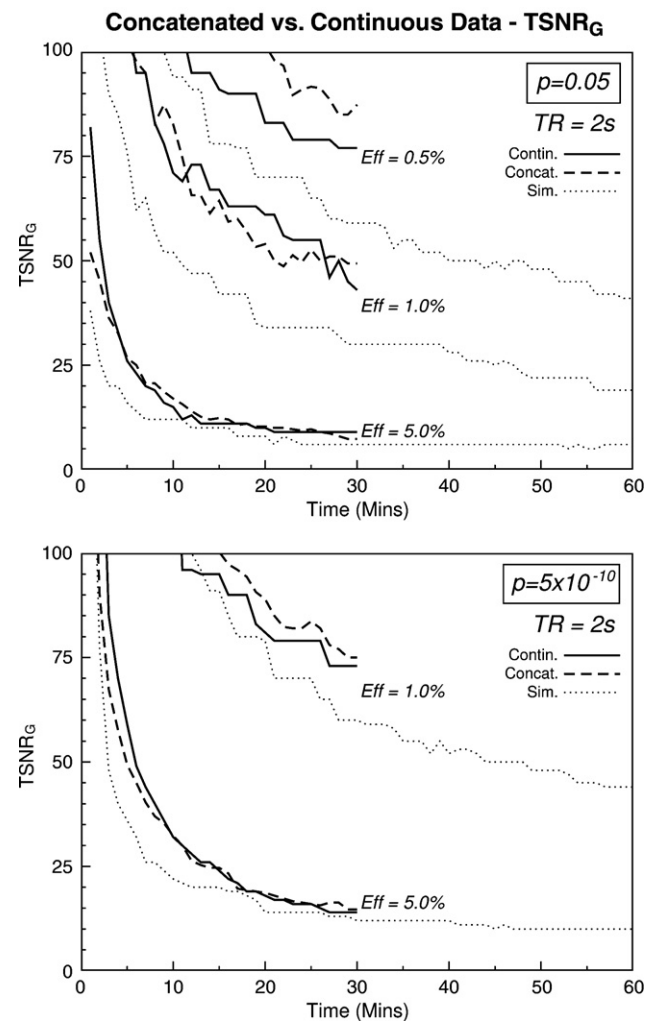 Concatenated vs. Continuous Data - TSNRG
100
75
50
25
0
TSNRG
p=0.05
TR = 2s
Contin.
Concat.
Sim.
Eff = 0.5%
Eff = 1.0%
Eff = 5.0%
0 10 20 30 40 50 60
Time (Mins)
100
75
50
25
0
TSNRG
p=5x10⁻¹⁰
TR = 2s
Contin.
Concat.
Sim.
Eff = 1.0%
Eff = 5.0%
0 10 20 30 40 50 60
Time (Mins)